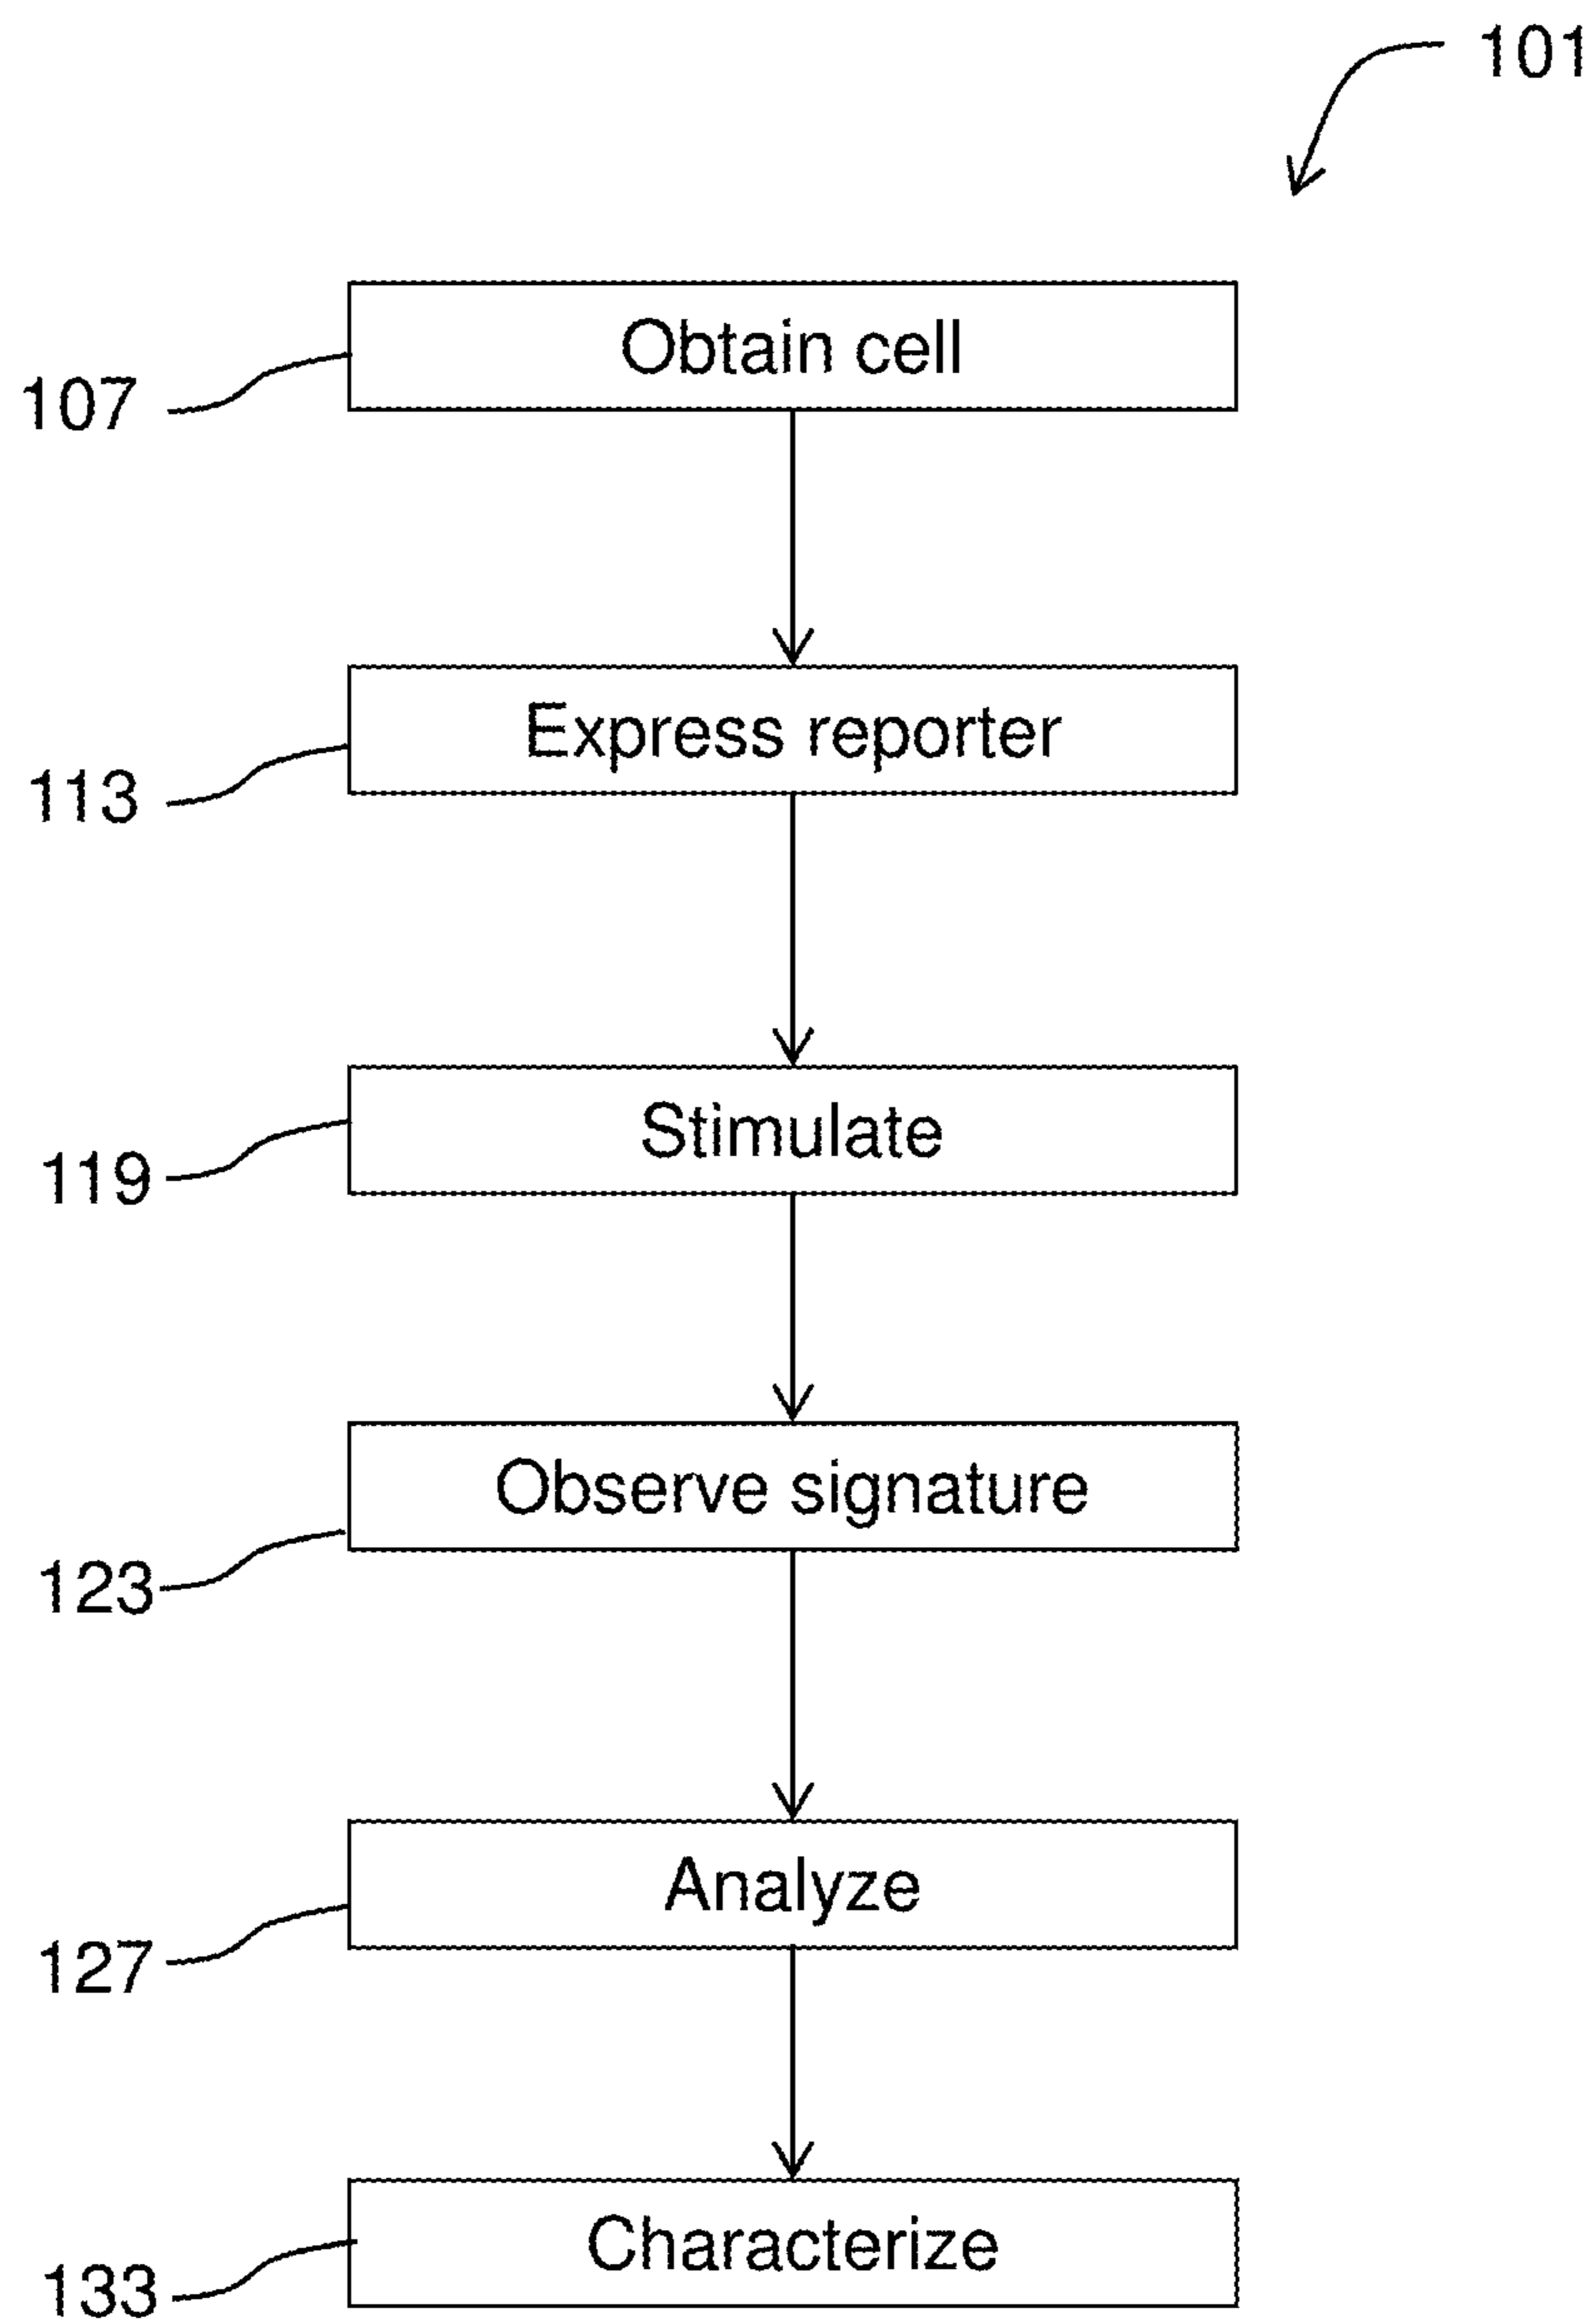 101
Obtain cell
107
Express reporter
113
Stimulate
119
Observe signature
123
Analyze
127
Characterize
133